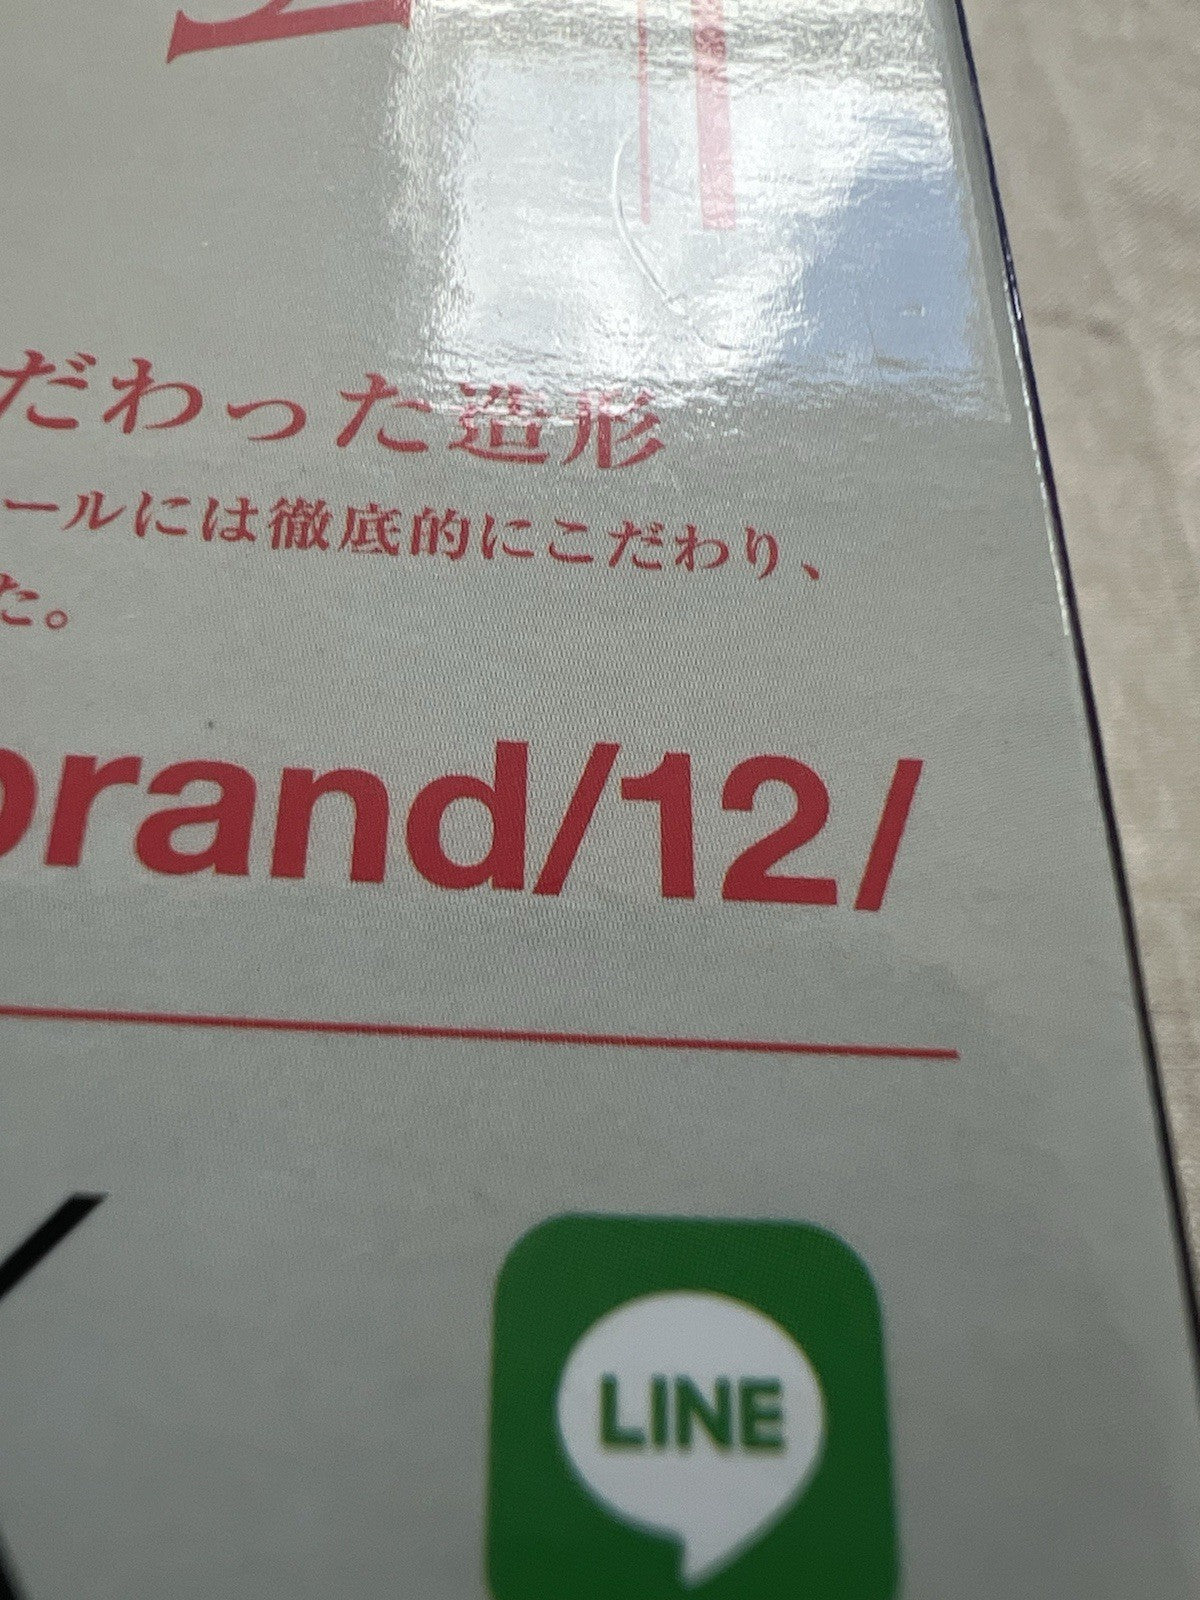 だわった造形
ールには徹底的にこだわり、
た。
brand/12/
X
LINE